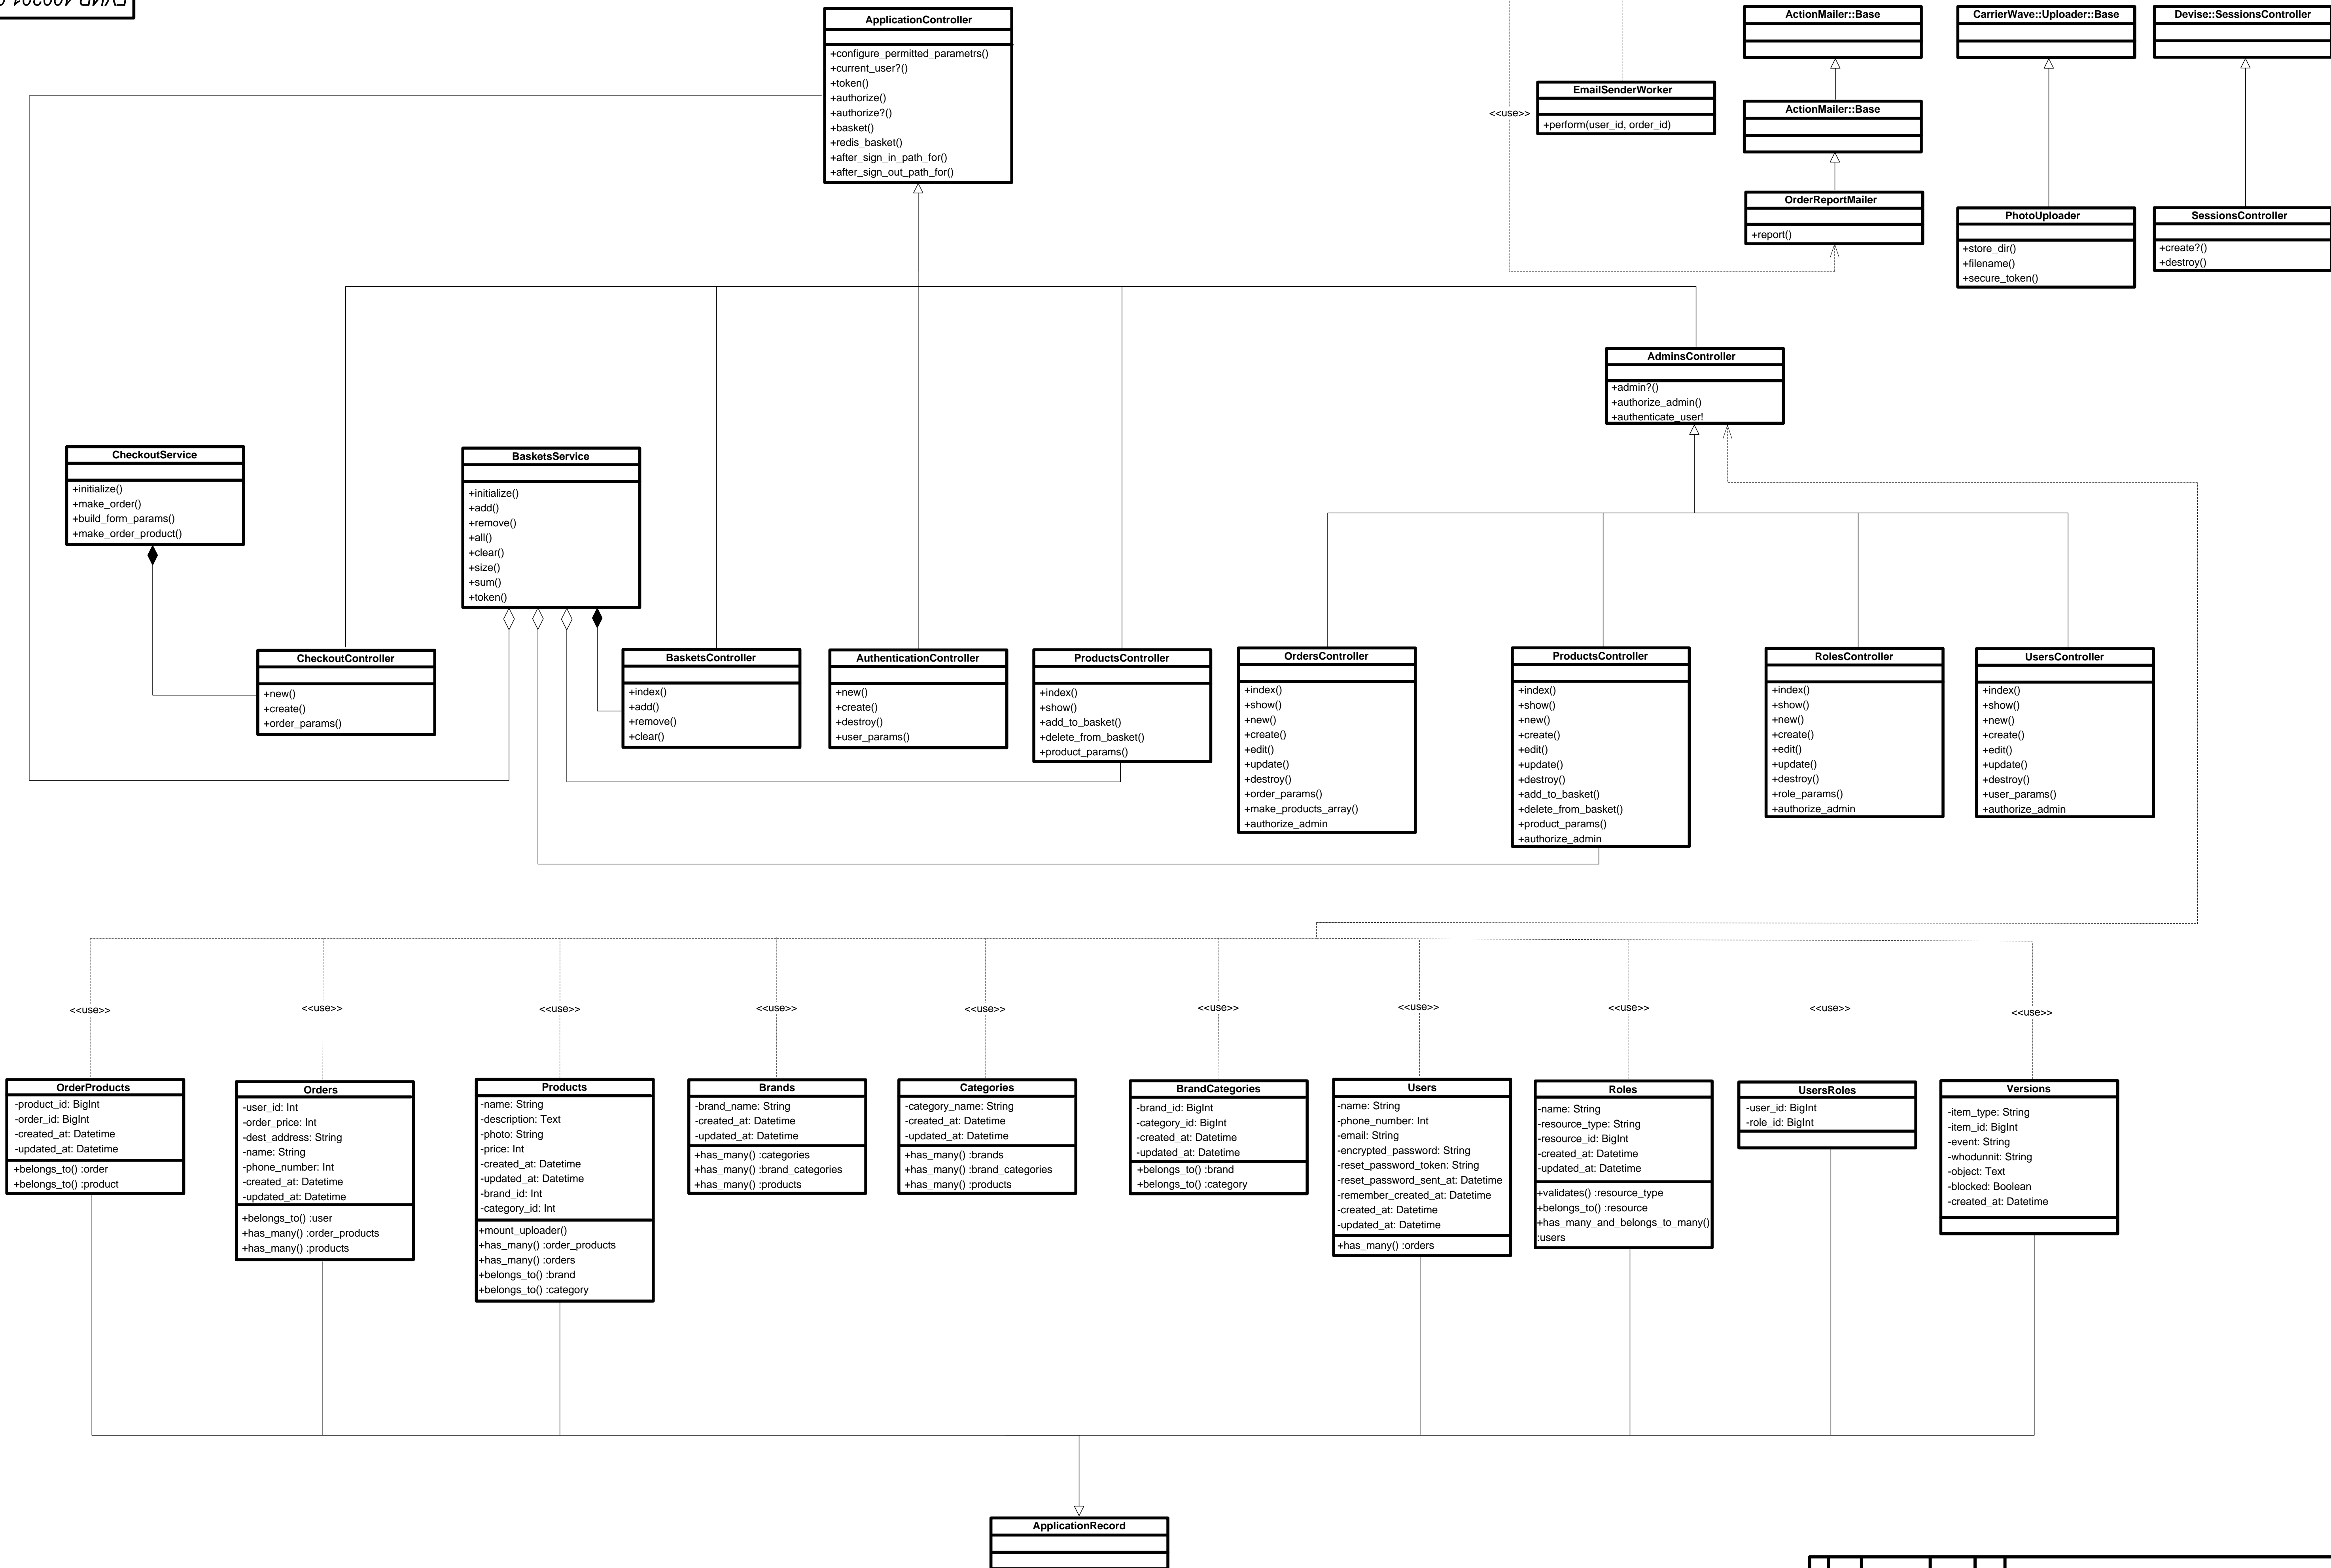 ApplicationController
+configure_permitted_parametrs()
+current_user?()
+token()
+authorize()
+authorize?()
+basket()
+redis_basket()
+after_sign_in_path_for()
+after_sign_out_path_for()
<<use>>
EmailSenderWorker
+perform(user_id, order_id)
ActionMailer::Base
ActionMailer::Base
OrderReportMailer
+report()
CarrierWave::Uploader::Base
PhotoUploader
+store_dir()
+filename()
+secure_token()
Devise::SessionsController
SessionsController
+create?()
+destroy()
AdminsController
+admin?()
+authorize_admin()
+authenticate_user!
CheckoutService
+initialize()
+make_order()
+build_form_params()
+make_order_product()
BasketsService
+initialize()
+add()
+remove()
+all()
+clear()
+size()
+sum()
+token()
CheckoutController
+new()
+create()
+order_params()
BasketsController
+index()
+add()
+remove()
+clear()
AuthenticationController
+new()
+create()
+destroy()
+user_params()
ProductsController
+index()
+show()
+add_to_basket()
+delete_from_basket()
+product_params()
OrdersController
+index()
+show()
+new()
+create()
+edit()
+update()
+destroy()
+order_params()
+make_products_array()
+authorize_admin
ProductsController
+index()
+show()
+new()
+create()
+edit()
+update()
+destroy()
+add_to_basket()
+delete_from_basket()
+product_params()
+authorize_admin
RolesController
+index()
+show()
+new()
+create()
+edit()
+update()
+destroy()
+role_params()
+authorize_admin
UsersController
+index()
+show()
+new()
+create()
+edit()
+update()
+destroy()
+user_params()
+authorize_admin
<<use>>
<<use>>
<<use>>
<<use>>
<<use>>
<<use>>
<<use>>
<<use>>
<<use>>
<<use>>
OrderProducts
-product_id: BigInt
-order_id: BigInt
-created_at: Datetime
-updated_at: Datetime
+belongs_to() :order
+belongs_to() :product
Orders
-user_id: Int
-order_price: Int
-dest_address: String
-name: String
-phone_number: Int
-created_at: Datetime
-updated_at: Datetime
+belongs_to() :user
+has_many() :order_products
+has_many() :products
Products
-name: String
-description: Text
-photo: String
-price: Int
-created_at: Datetime
-updated_at: Datetime
-brand_id: Int
-category_id: Int
+mount_uploader()
+has_many() :order_products
+has_many() :orders
+belongs_to() :brand
+belongs_to() :category
Brands
-brand_name: String
-created_at: Datetime
-updated_at: Datetime
+has_many() :categories
+has_many() :brand_categories
+has_many() :products
Categories
-category_name: String
-created_at: Datetime
-updated_at: Datetime
+has_many() :brands
+has_many() :brand_categories
+has_many() :products
BrandCategories
-brand_id: BigInt
-category_id: BigInt
-created_at: Datetime
-updated_at: Datetime
+belongs_to() :brand
+belongs_to() :category
Users
-name: String
-phone_number: Int
-email: String
-encrypted_password: String
-reset_password_token: String
-reset_password_sent_at: Datetime
-remember_created_at: Datetime
-created_at: Datetime
-updated_at: Datetime
+has_many() :orders
Roles
-name: String
-resource_type: String
-resource_id: BigInt
-created_at: Datetime
-updated_at: Datetime
+validates() :resource_type
+belongs_to() :resource
+has_many_and_belongs_to_many()
:users
UsersRoles
-user_id: BigInt
-role_id: BigInt
Versions
-item_type: String
-item_id: BigInt
-event: String
-whodunnit: String
-object: Text
-blocked: Boolean
-created_at: Datetime
ApplicationRecord